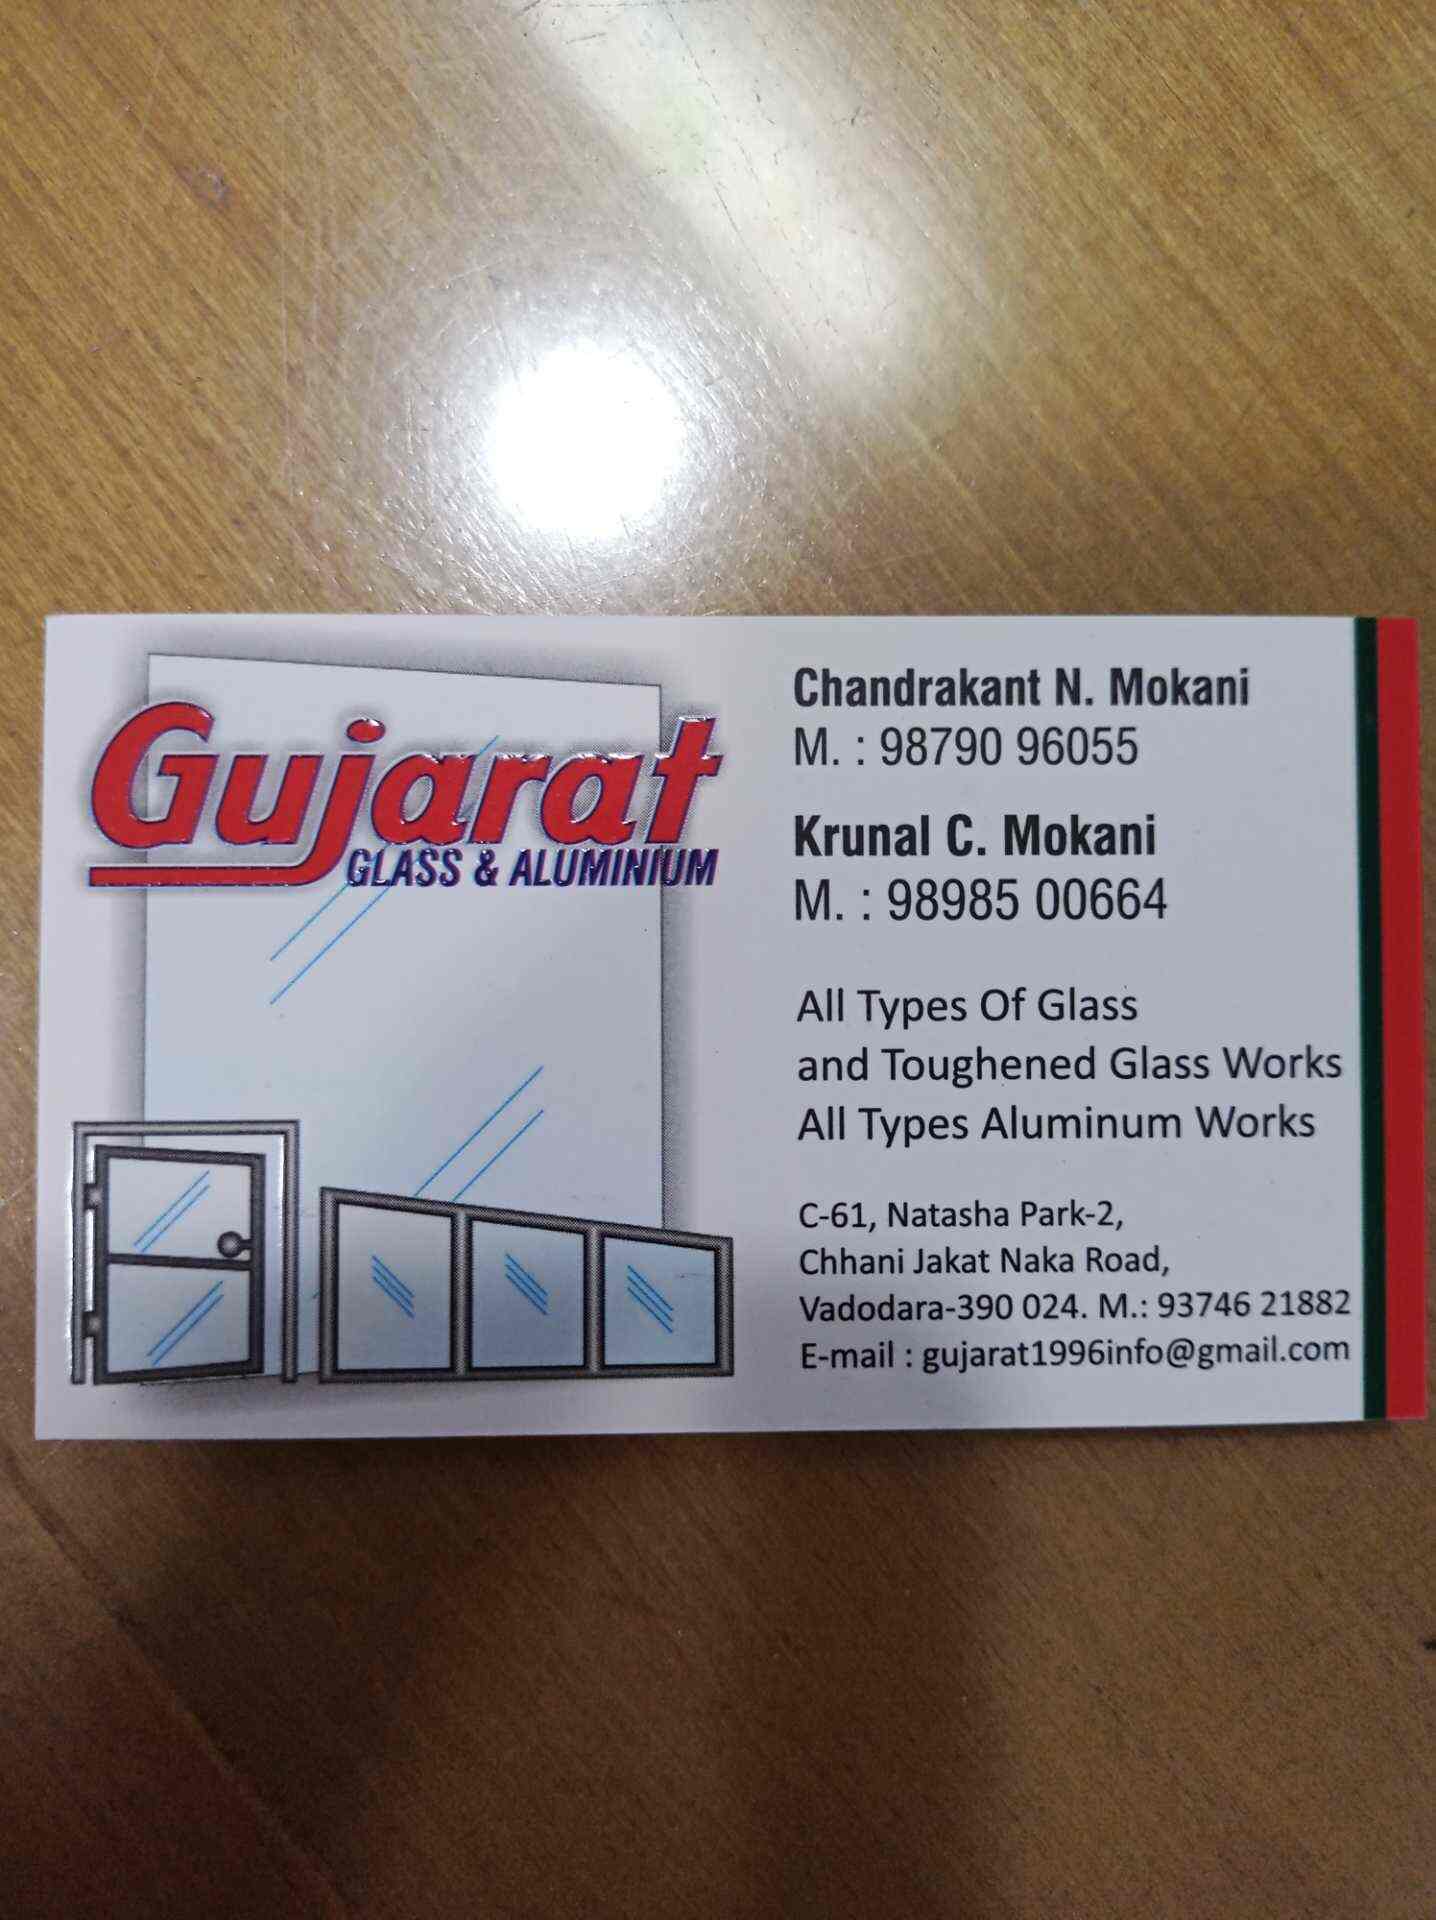 Gujarat
GLASS & ALUMINIUM
Chandrakant N. Mokani
M. : 98790 96055
Krunal C. Mokani
M. : 98985 00664
All Types Of Glass
and Toughened Glass Works
All Types Aluminum Works
C-61, Natasha Park-2,
Chhani Jakat Naka Road,
Vadodara-390 024. M.: 93746 21882
E-mail : gujarat1996info@gmail.com